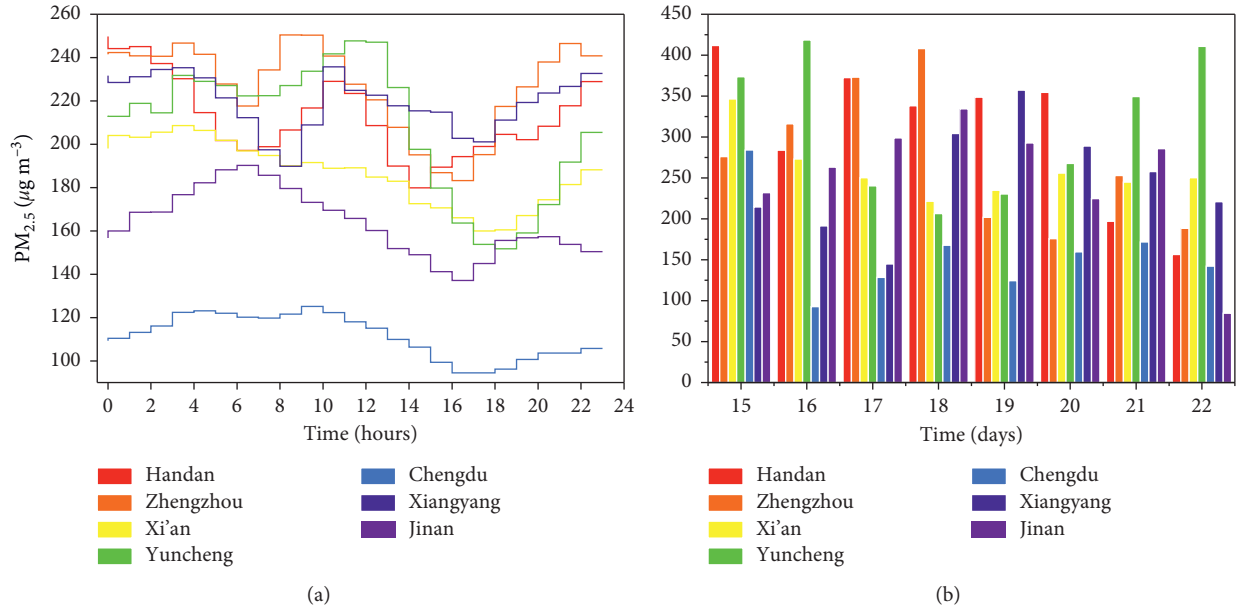 260
240
220
200
180
160
140
120
100
PM2.5 (μg m−3)
0 2 4 6 8 10 12 14 16 18 20 22 24
Time (hours)
Handan
Zhengzhou
Xi’an
Yuncheng
Chengdu
Xiangyang
Jinan
(a)
450
400
350
300
250
200
150
100
50
0
15 16 17 18 19 20 21 22
Time (days)
Handan
Zhengzhou
Xi’an
Yuncheng
Chengdu
Xiangyang
Jinan
(b)